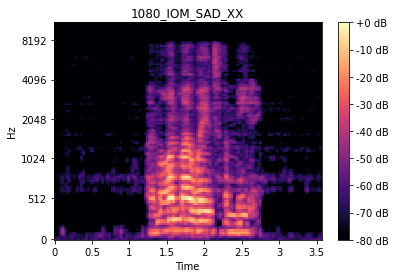 1080_IOM_SAD_XX
Hz
8192
4096
2048
1024
512
0
0 0.5 1 1.5 2 2.5 3 3.5
Time
+0 dB
-10 dB
-20 dB
-30 dB
-40 dB
-50 dB
-60 dB
-70 dB
-80 dB